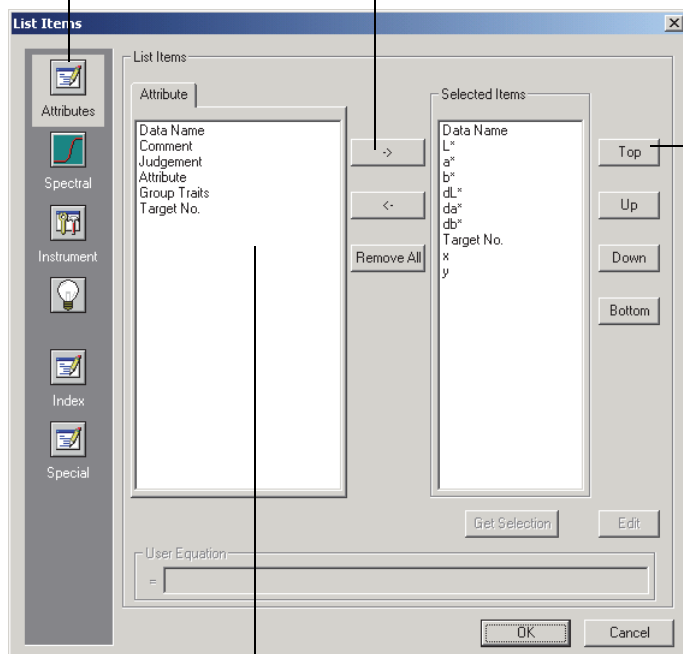 List Items
Attributes
Spectral
Instrument
Index
Special
List Items
Attribute
Data Name
Comment
Judgement
Attribute
Group Traits
Target No.
->
<-
Remove All
Selected Items
Data Name
L*
a*
b*
dL*
da*
db*
Target No.
x
y
Top
Up
Down
Bottom
Get Selection
Edit
User Equation
=
OK
Cancel